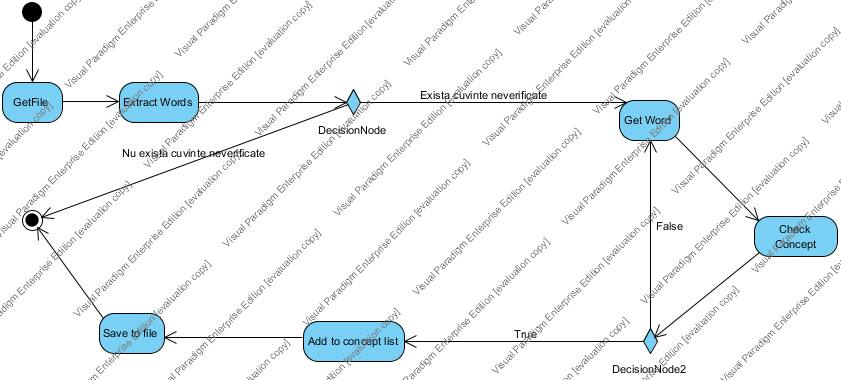 GetFile
Extract Words
DecisionNode
Exista cuvinte neverificate
Get Word
Nu exista cuvinte neverificate
False
Check
Concept
Save to file
Add to concept list
True
DecisionNode2
Visual Paradigm Enterprise Edition [evaluation copy]